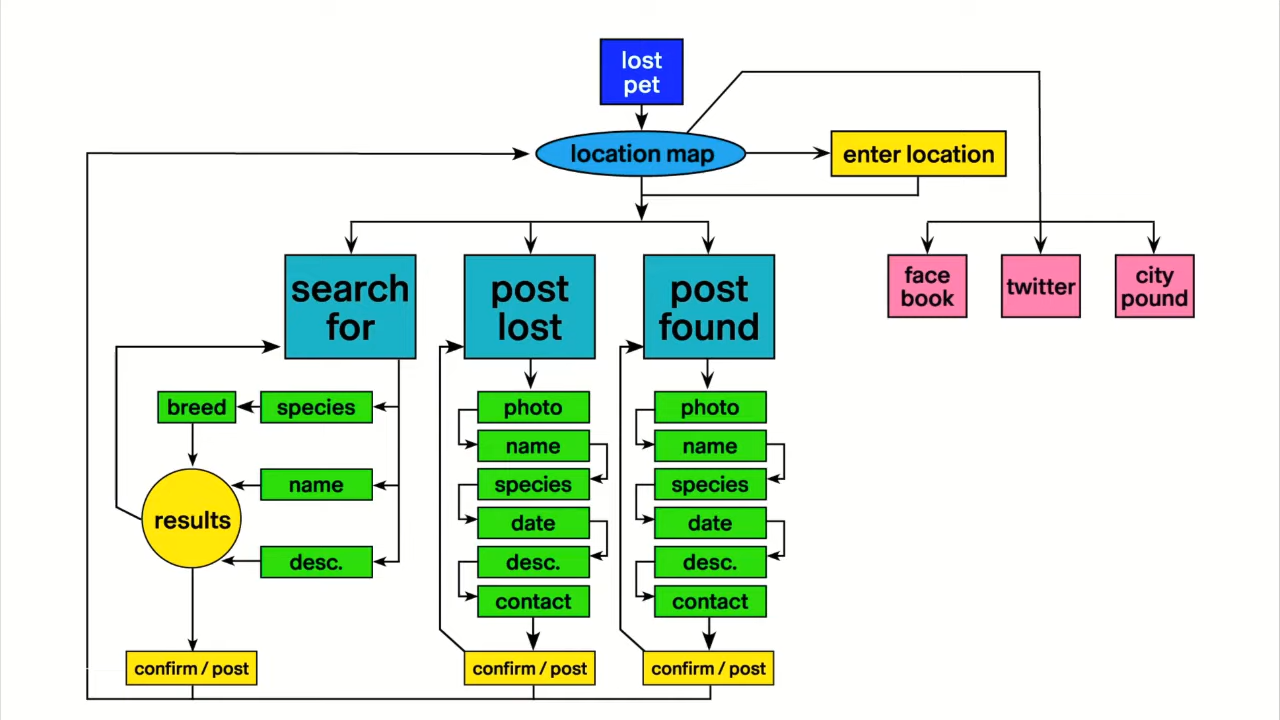 lost
pet
location map
enter location
search
for
post
lost
post
found
face
book
twitter
city
pound
breed
species
name
results
desc.
confirm / post
photo
name
species
date
desc.
contact
confirm / post
photo
name
species
date
desc.
contact
confirm / post